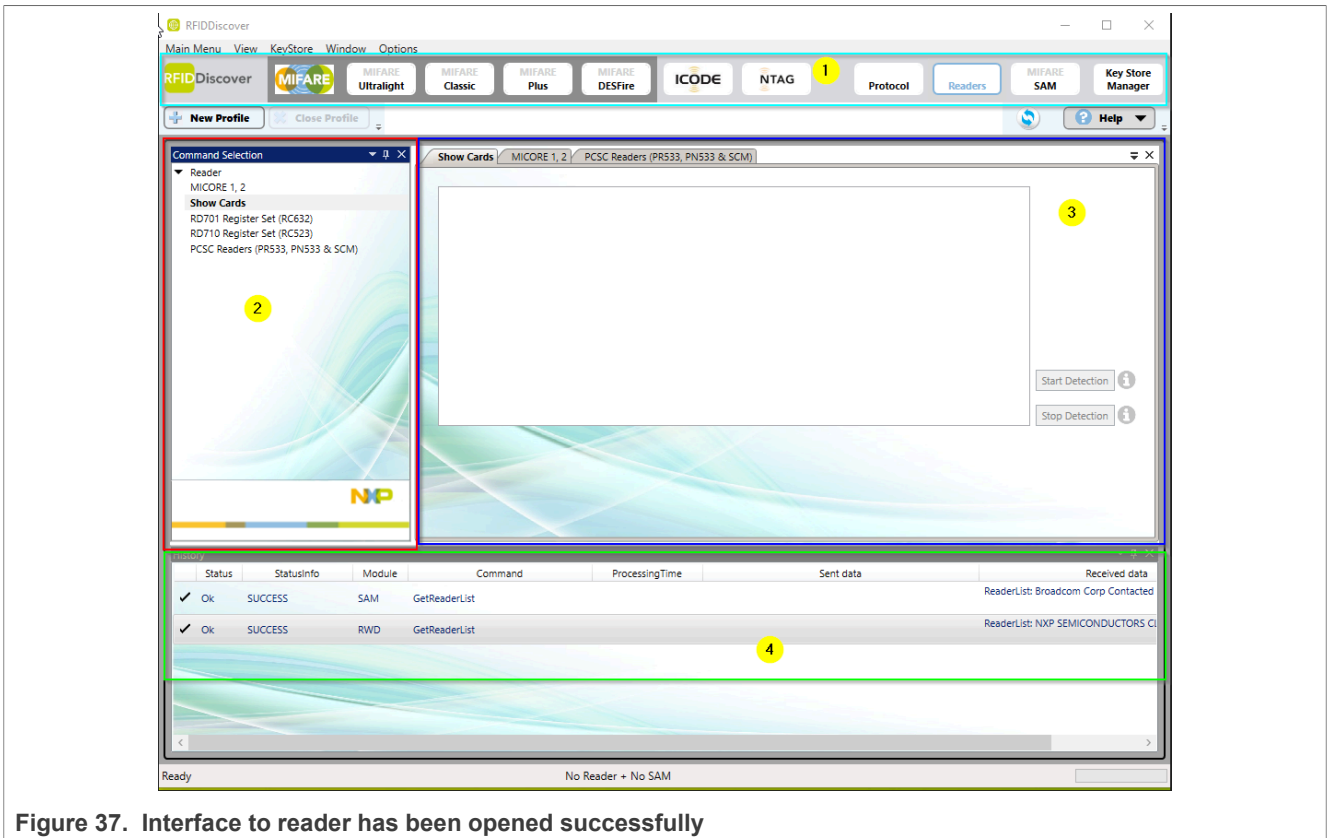 RFIDDiscover
Main Menu View KeyStore Window Options
RFIDDiscover MIFARE MIFARE Ultralight MIFARE Classic MIFARE Plus MIFARE DESFire ICODE NTAG 1 Protocol Readers MIFARE SAM Key Store Manager
New Profile Close Profile Help
Command Selection
Reader
MICORE 1, 2
Show Cards
RD701 Register Set (RC632)
RD710 Register Set (RC523)
PCSC Readers (PR533, PN533 & SCM)
2
NXP
Show Cards MICORE 1, 2 PCSC Readers (PR533, PN533 & SCM)
3
Start Detection
Stop Detection
History
Status StatusInfo Module Command ProcessingTime Sent data Received data
Ok SUCCESS SAM GetReaderList ReaderList: Broadcom Corp Contacted
Ok SUCCESS RWD GetReaderList ReaderList: NXP SEMICONDUCTORS CL
4
Ready No Reader + No SAM
Figure 37. Interface to reader has been opened successfully